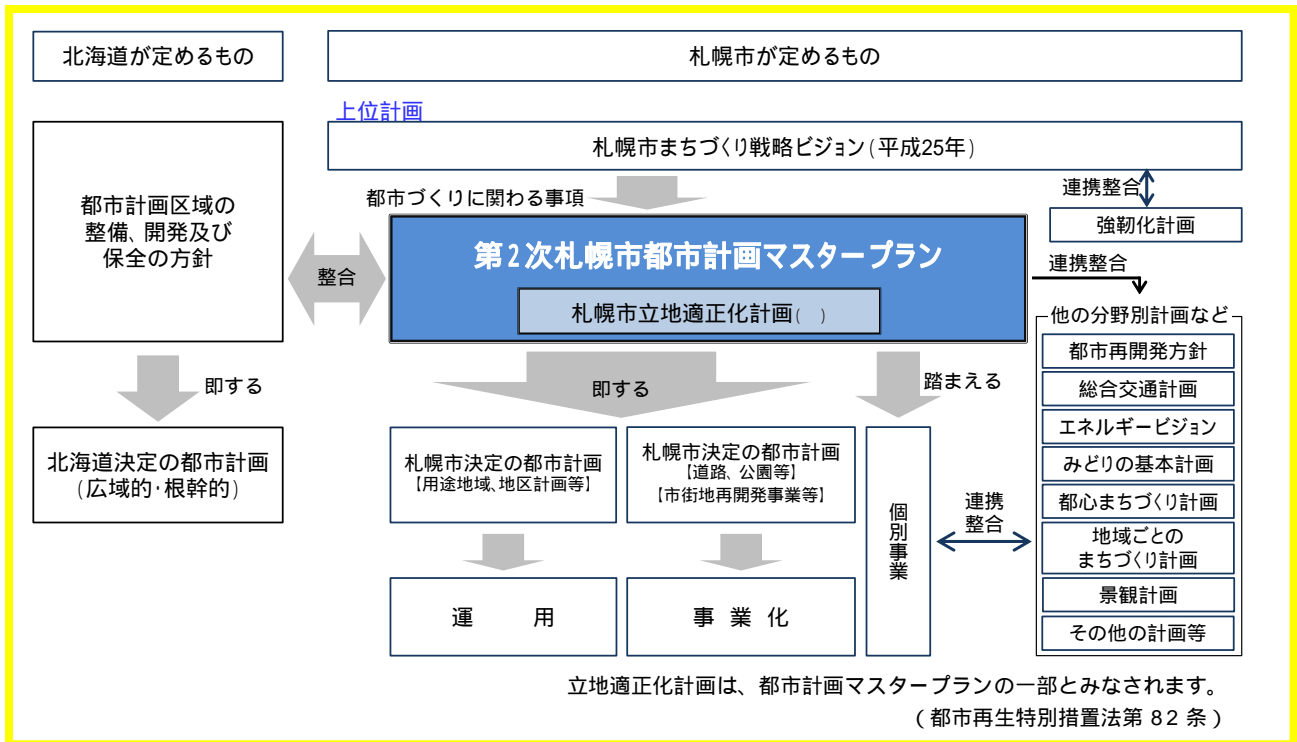 北海道が定めるもの
札幌市が定めるもの
上位計画
札幌市まちづくり戦略ビジョン(平成25年)
都市計画区域の
整備、開発及び
保全の方針
都市づくりに関わる事項
連携整合
強靭化計画
整合
第2次札幌市都市計画マスタープラン
札幌市立地適正化計画( )
連携整合
他の分野別計画など
都市再開発方針
総合交通計画
エネルギービジョン
みどりの基本計画
都心まちづくり計画
地域ごとの
まちづくり計画
景観計画
その他の計画等
即する
即する
踏まえる
北海道決定の都市計画
(広域的・根幹的)
札幌市決定の都市計画
【用途地域、地区計画等】
札幌市決定の都市計画
【道路、公園等】
【市街地再開発事業等】
個別事業
連携
整合
運 用
事 業 化
立地適正化計画は、都市計画マスタープランの一部とみなされます。
(都市再生特別措置法第 82 条)